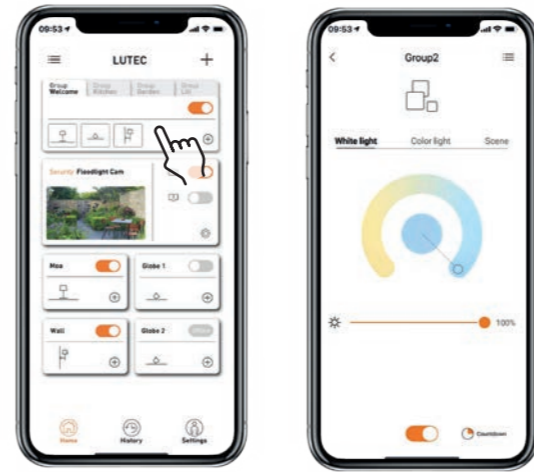 09:53
LUTEC
Group Welcome
Group Kitchen
Group Garden
Group
Security Floodlight Cam
Moa
Globe 1
Wall
Globe 2
Home
History
Settings
09:53
Group2
White light
Color light
Scene
100%
Countdown